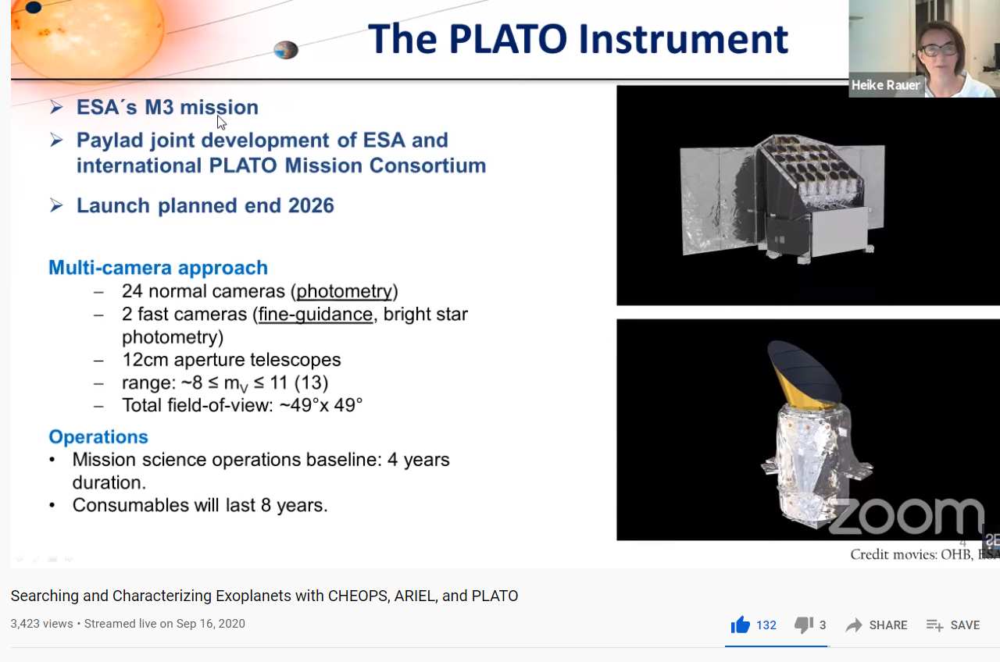 The PLATO Instrument
Heike Rauer
➢ ESA´s M3 mission
➢ Paylad joint development of ESA and
international PLATO Mission Consortium
➢ Launch planned end 2026
Multi-camera approach
– 24 normal cameras (photometry)
– 2 fast cameras (fine-guidance, bright star
photometry)
– 12cm aperture telescopes
– range: ~8 ≤ mV ≤ 11 (13)
– Total field-of-view: ~49°x 49°
Operations
• Mission science operations baseline: 4 years
duration.
• Consumables will last 8 years.
zoom
4
Credit movies: OHB, ESA
Searching and Characterizing Exoplanets with CHEOPS, ARIEL, and PLATO
3,423 views • Streamed live on Sep 16, 2020
132 3 SHARE SAVE